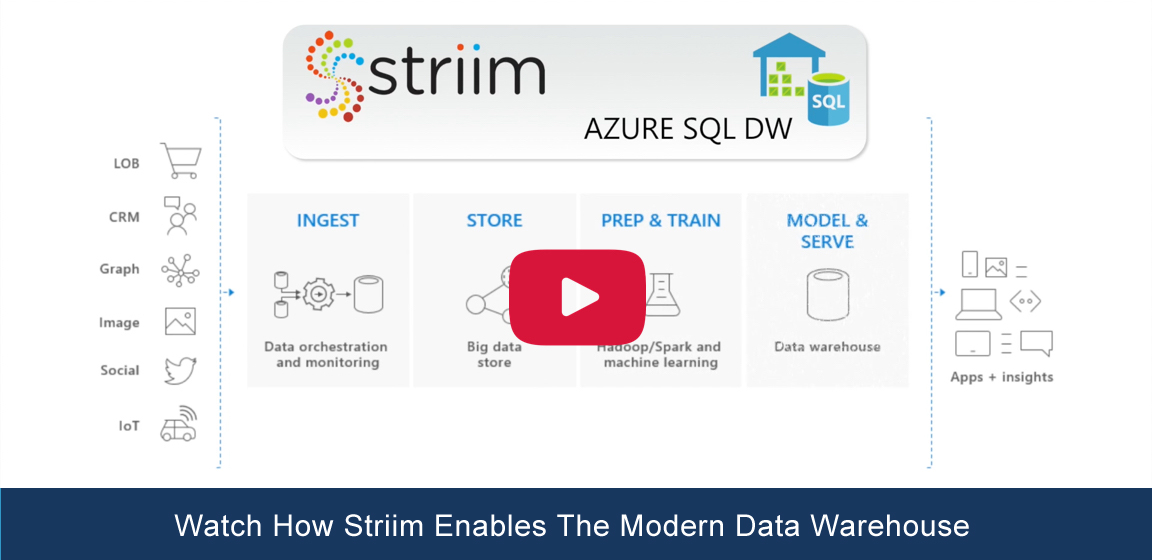 striim
SQL
AZURE SQL DW
LOB
CRM
Graph
Image
Social
IoT
INGEST
Data orchestration
and monitoring
STORE
Big data
store
PREP & TRAIN
Hadoop/Spark and
machine learning
MODEL &
SERVE
Data warehouse
Apps + insights
Watch How Striim Enables The Modern Data Warehouse